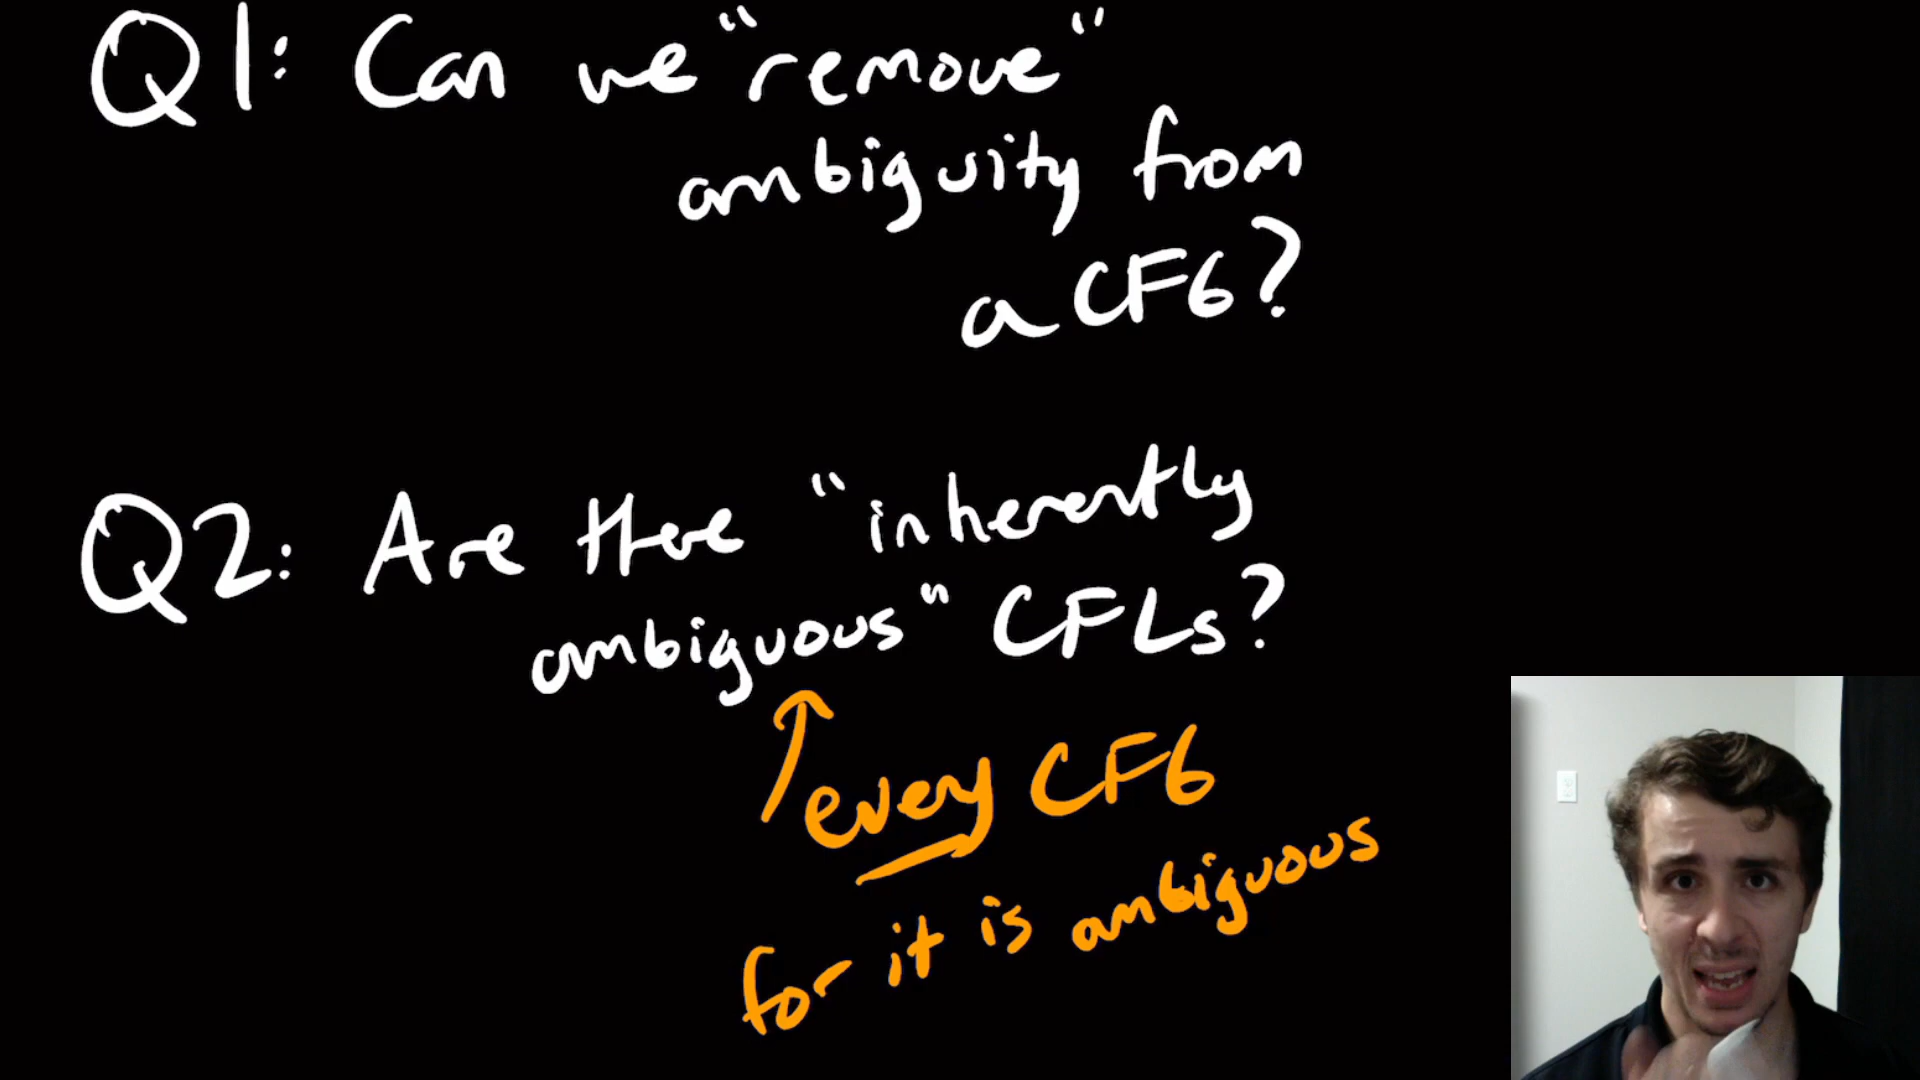 Q1: Can we "remove"
ambiguity from
a CFG?
Q2: Are there "inherently
ambiguous" CFLs?
every CFG
for it is ambiguous